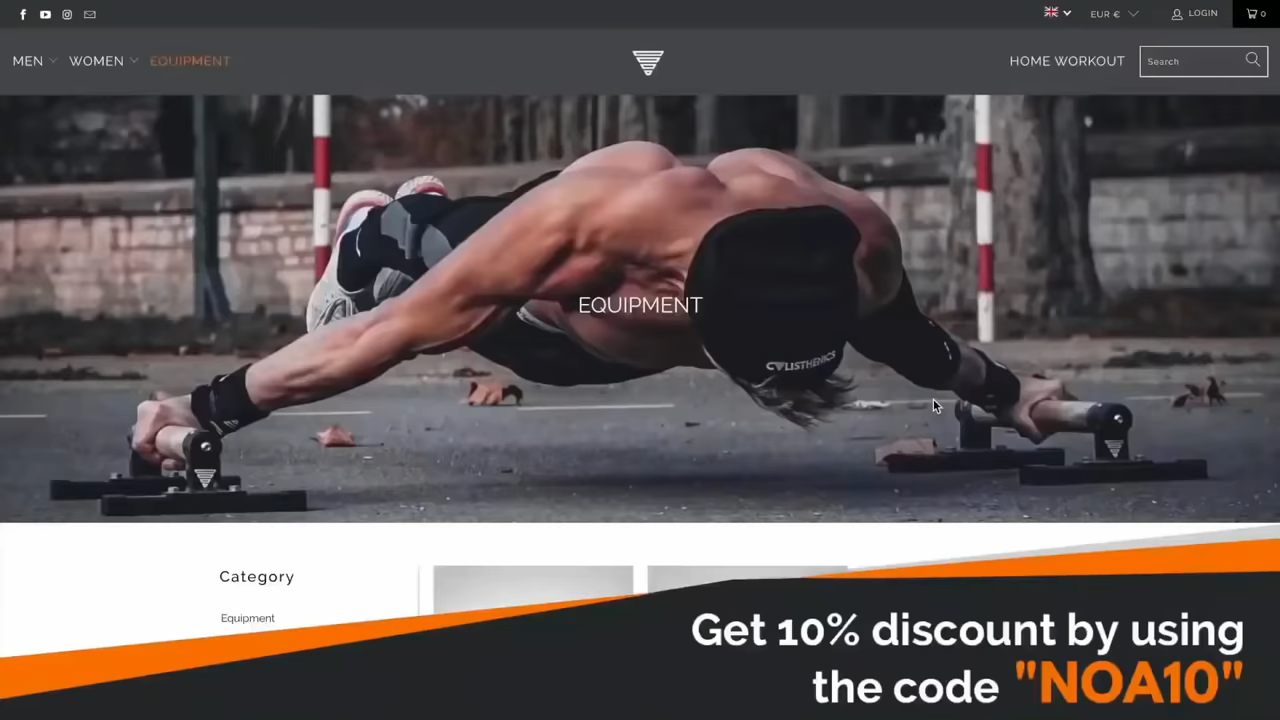 EUR €
LOGIN
0
MEN
WOMEN
EQUIPMENT
HOME WORKOUT
Search
EQUIPMENT
CVLISTHENICS
Category
Equipment
Get 10% discount by using
the code "NOA10"